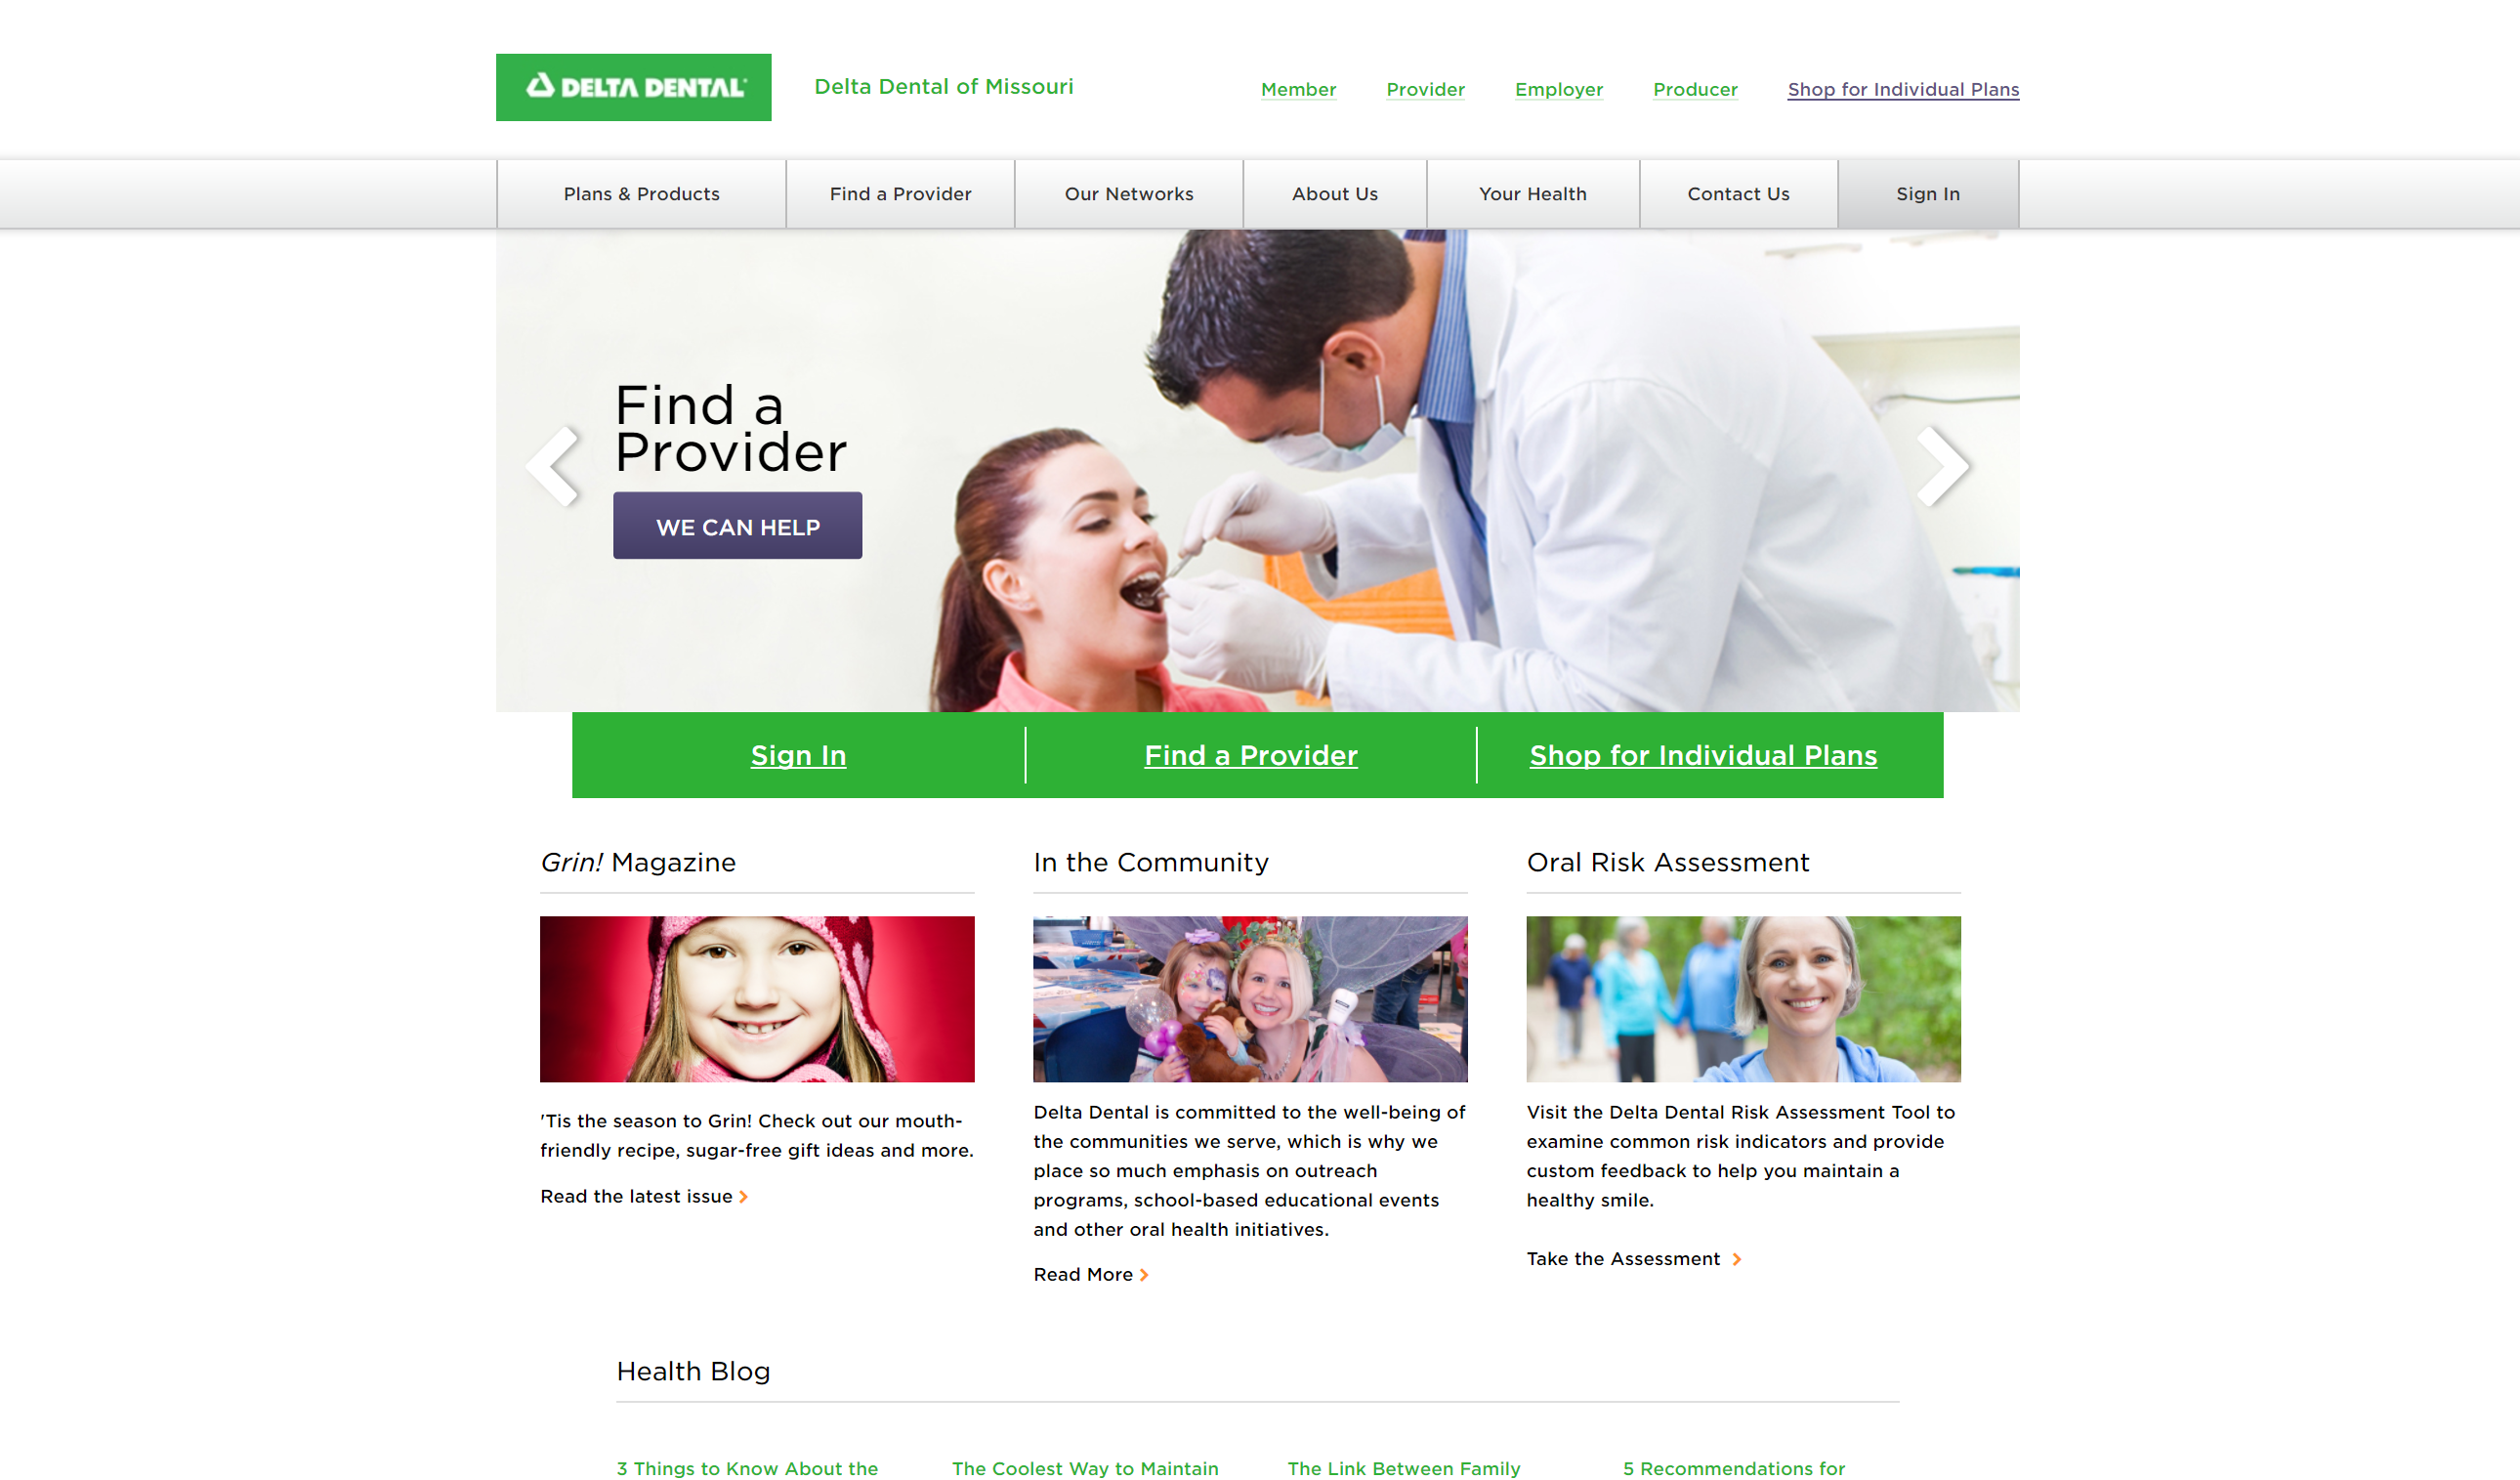 DELTA DENTAL
Delta Dental of Missouri
Member Provider Employer Producer Shop for Individual Plans
Plans & Products Find a Provider Our Networks About Us Your Health Contact Us Sign In
Find a
Provider
WE CAN HELP
Sign In Find a Provider Shop for Individual Plans
Grin! Magazine
'Tis the season to Grin! Check out our mouth-
friendly recipe, sugar-free gift ideas and more.
Read the latest issue
In the Community
Delta Dental is committed to the well-being of
the communities we serve, which is why we
place so much emphasis on outreach
programs, school-based educational events
and other oral health initiatives.
Read More
Oral Risk Assessment
Visit the Delta Dental Risk Assessment Tool to
examine common risk indicators and provide
custom feedback to help you maintain a
healthy smile.
Take the Assessment
Health Blog
3 Things to Know About the
The Coolest Way to Maintain
The Link Between Family
5 Recommendations for